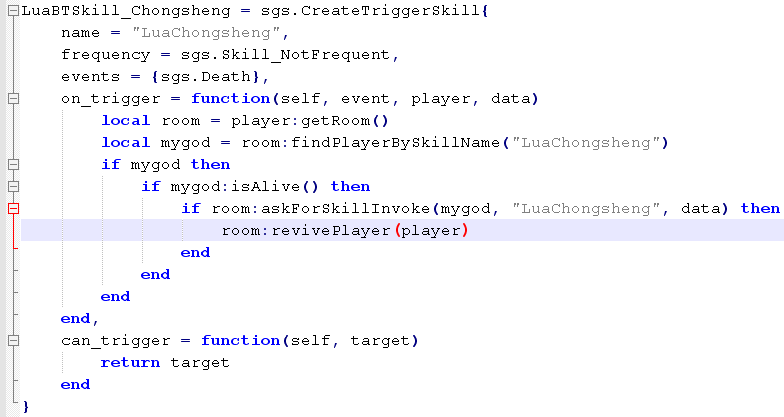 LuaBTSkill_Chongsheng = sgs.CreateTriggerSkill{
    name = "LuaChongsheng",
    frequency = sgs.Skill_NotFrequent,
    events = {sgs.Death},
    on_trigger = function(self, event, player, data)
        local room = player:getRoom()
        local mygod = room:findPlayerBySkillName("LuaChongsheng")
        if mygod then
            if mygod:isAlive() then
                if room:askForSkillInvoke(mygod, "LuaChongsheng", data) then
                    room:revivePlayer(player)
                end
            end
        end
    end,
    can_trigger = function(self, target)
        return target
    end
}